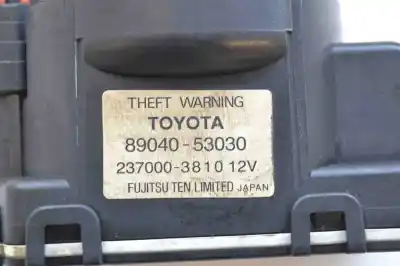 THEFT WARNING
TOYOTA
89040-53030
237000-3810 12V
FUJITSU TEN LIMITED JAPAN